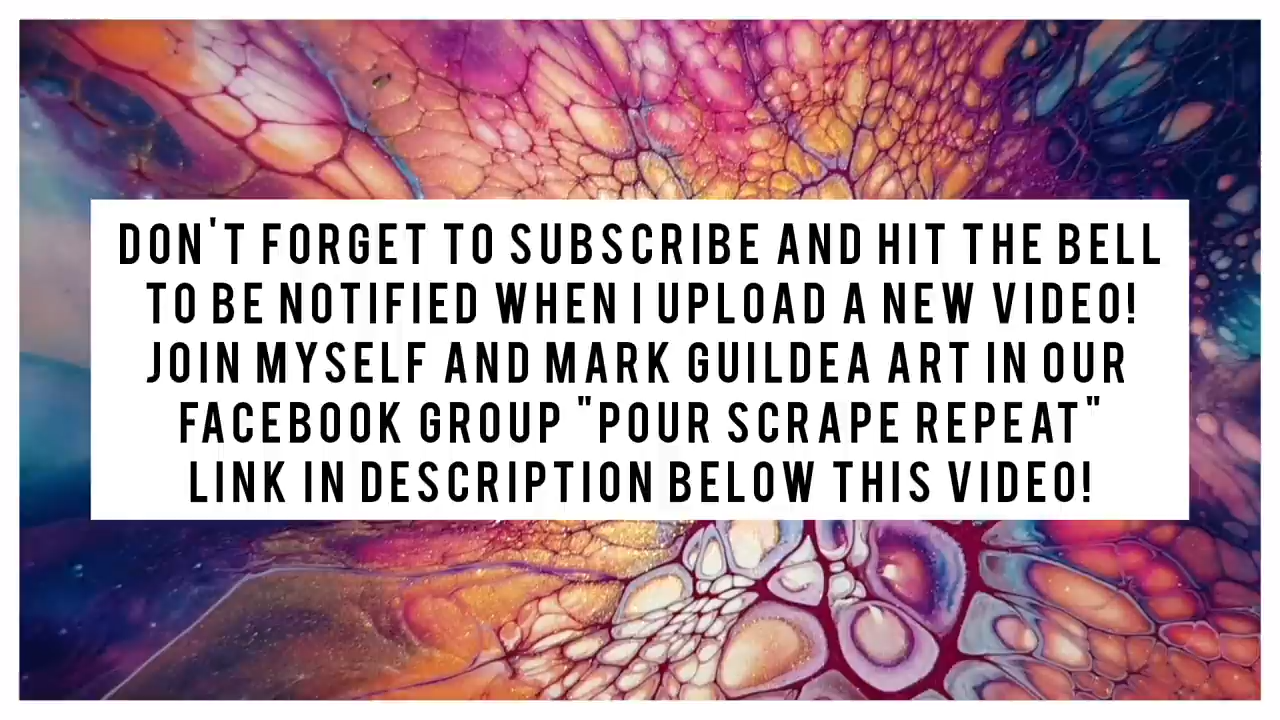 DON'T FORGET TO SUBSCRIBE AND HIT THE BELL
TO BE NOTIFIED WHEN I UPLOAD A NEW VIDEO!
JOIN MYSELF AND MARK GUILDEA ART IN OUR
FACEBOOK GROUP "POUR SCRAPE REPEAT"
LINK IN DESCRIPTION BELOW THIS VIDEO!